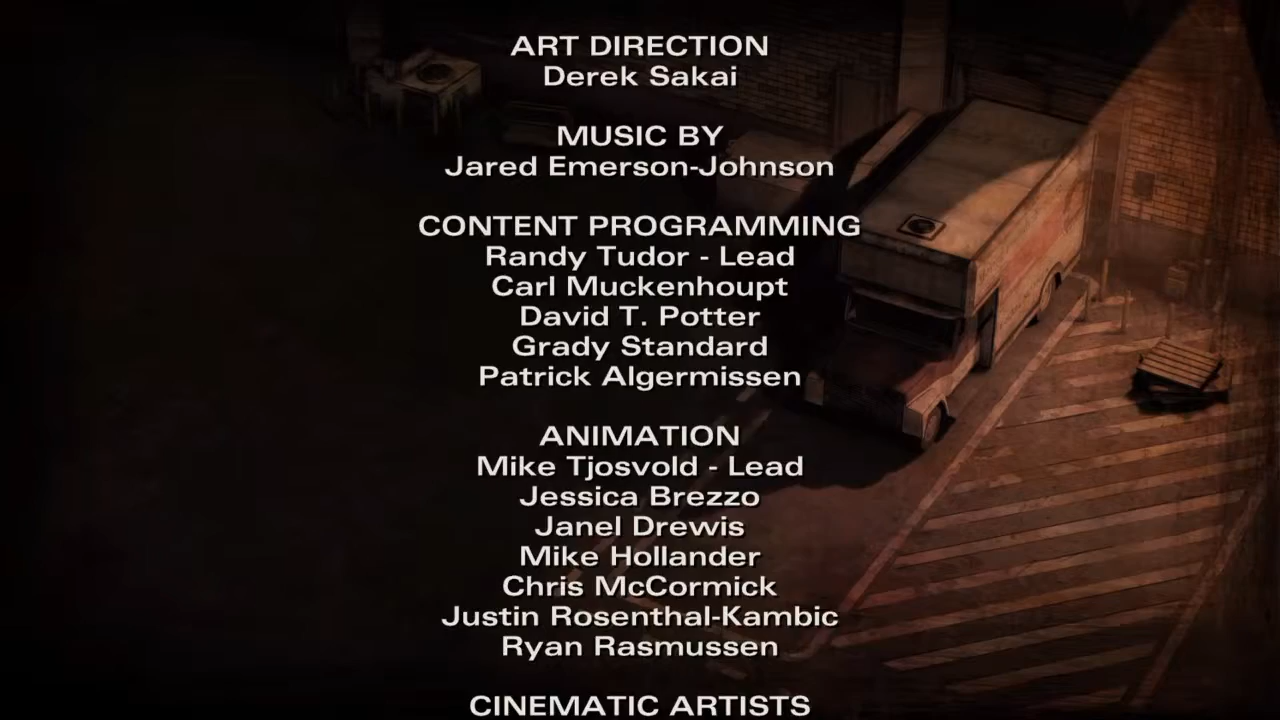 ART DIRECTION
Derek Sakai
MUSIC BY
Jared Emerson-Johnson
CONTENT PROGRAMMING
Randy Tudor - Lead
Carl Muckenhoupt
David T. Potter
Grady Standard
Patrick Algermissen
ANIMATION
Mike Tjosvold - Lead
Jessica Brezzo
Janel Drewis
Mike Hollander
Chris McCormick
Justin Rosenthal-Kambic
Ryan Rasmussen
CINEMATIC ARTISTS